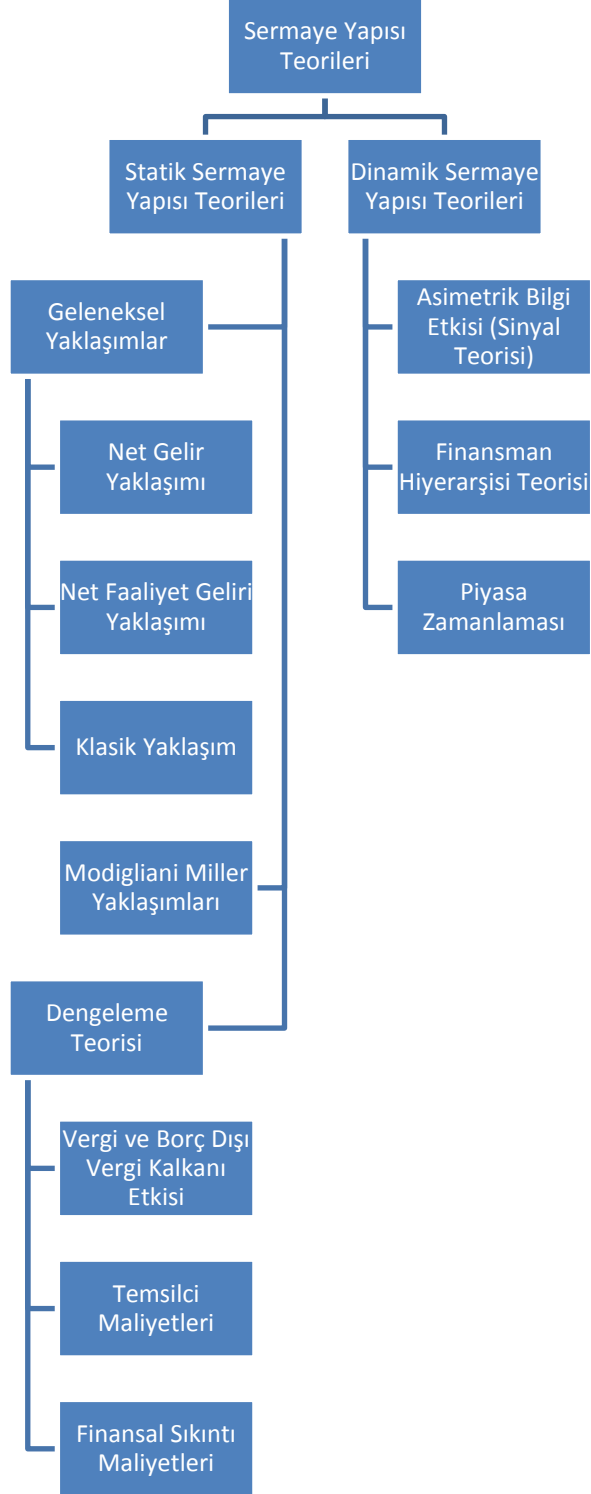 Sermaye Yapısı
Teorileri
Statik Sermaye
Yapısı Teorileri
Dinamik Sermaye
Yapısı Teorileri
Geleneksel
Yaklaşımlar
Net Gelir
Yaklaşımı
Net Faaliyet Geliri
Yaklaşımı
Klasik Yaklaşım
Modigliani Miller
Yaklaşımları
Dengeleme
Teorisi
Vergi ve Borç Dışı
Vergi Kalkanı
Etkisi
Temsilci
Maliyetleri
Finansal Sıkıntı
Maliyetleri
Asimetrik Bilgi
Etkisi (Sinyal
Teorisi)
Finansman
Hiyerarşisi Teorisi
Piyasa
Zamanlaması